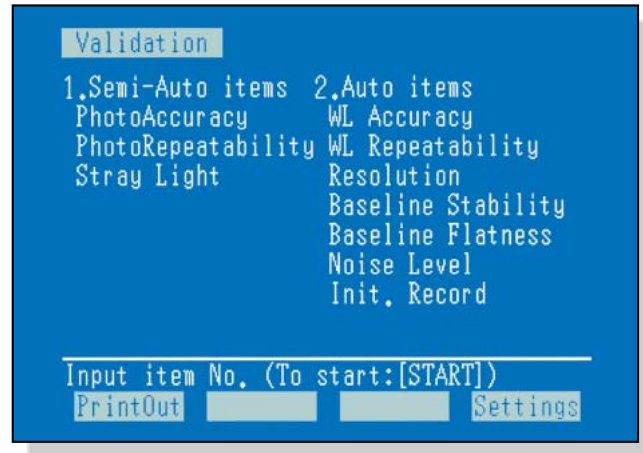 Validation
1.Semi-Auto items 2.Auto items
PhotoAccuracy WL Accuracy
PhotoRepeatability WL Repeatability
Stray Light Resolution
Baseline Stability
Baseline Flatness
Noise Level
Init. Record
Input item No. (To start:[START])
PrintOut Settings